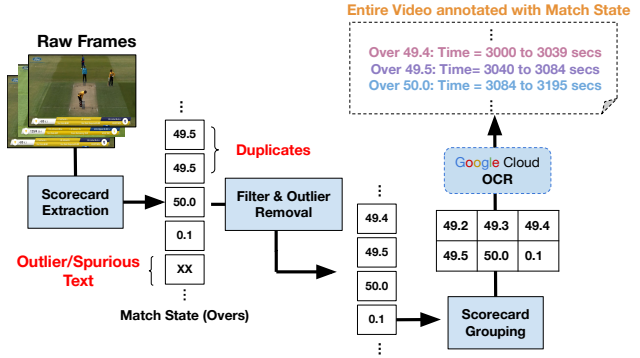 Entire Video annotated with Match State
⋮
Over 49.4: Time = 3000 to 3039 secs
Over 49.5: Time= 3040 to 3084 secs
Over 50.0: Time = 3084 to 3195 secs
⋮
Raw Frames
⋮
49.5
49.5
50.0
0.1
XX
⋮
Duplicates
Scorecard
Extraction
Outlier/Spurious
Text
Match State (Overs)
Filter & Outlier
Removal
⋮
49.4
49.5
50.0
0.1
⋮
Google Cloud
OCR
49.2 49.3 49.4
49.5 50.0 0.1
Scorecard
Grouping